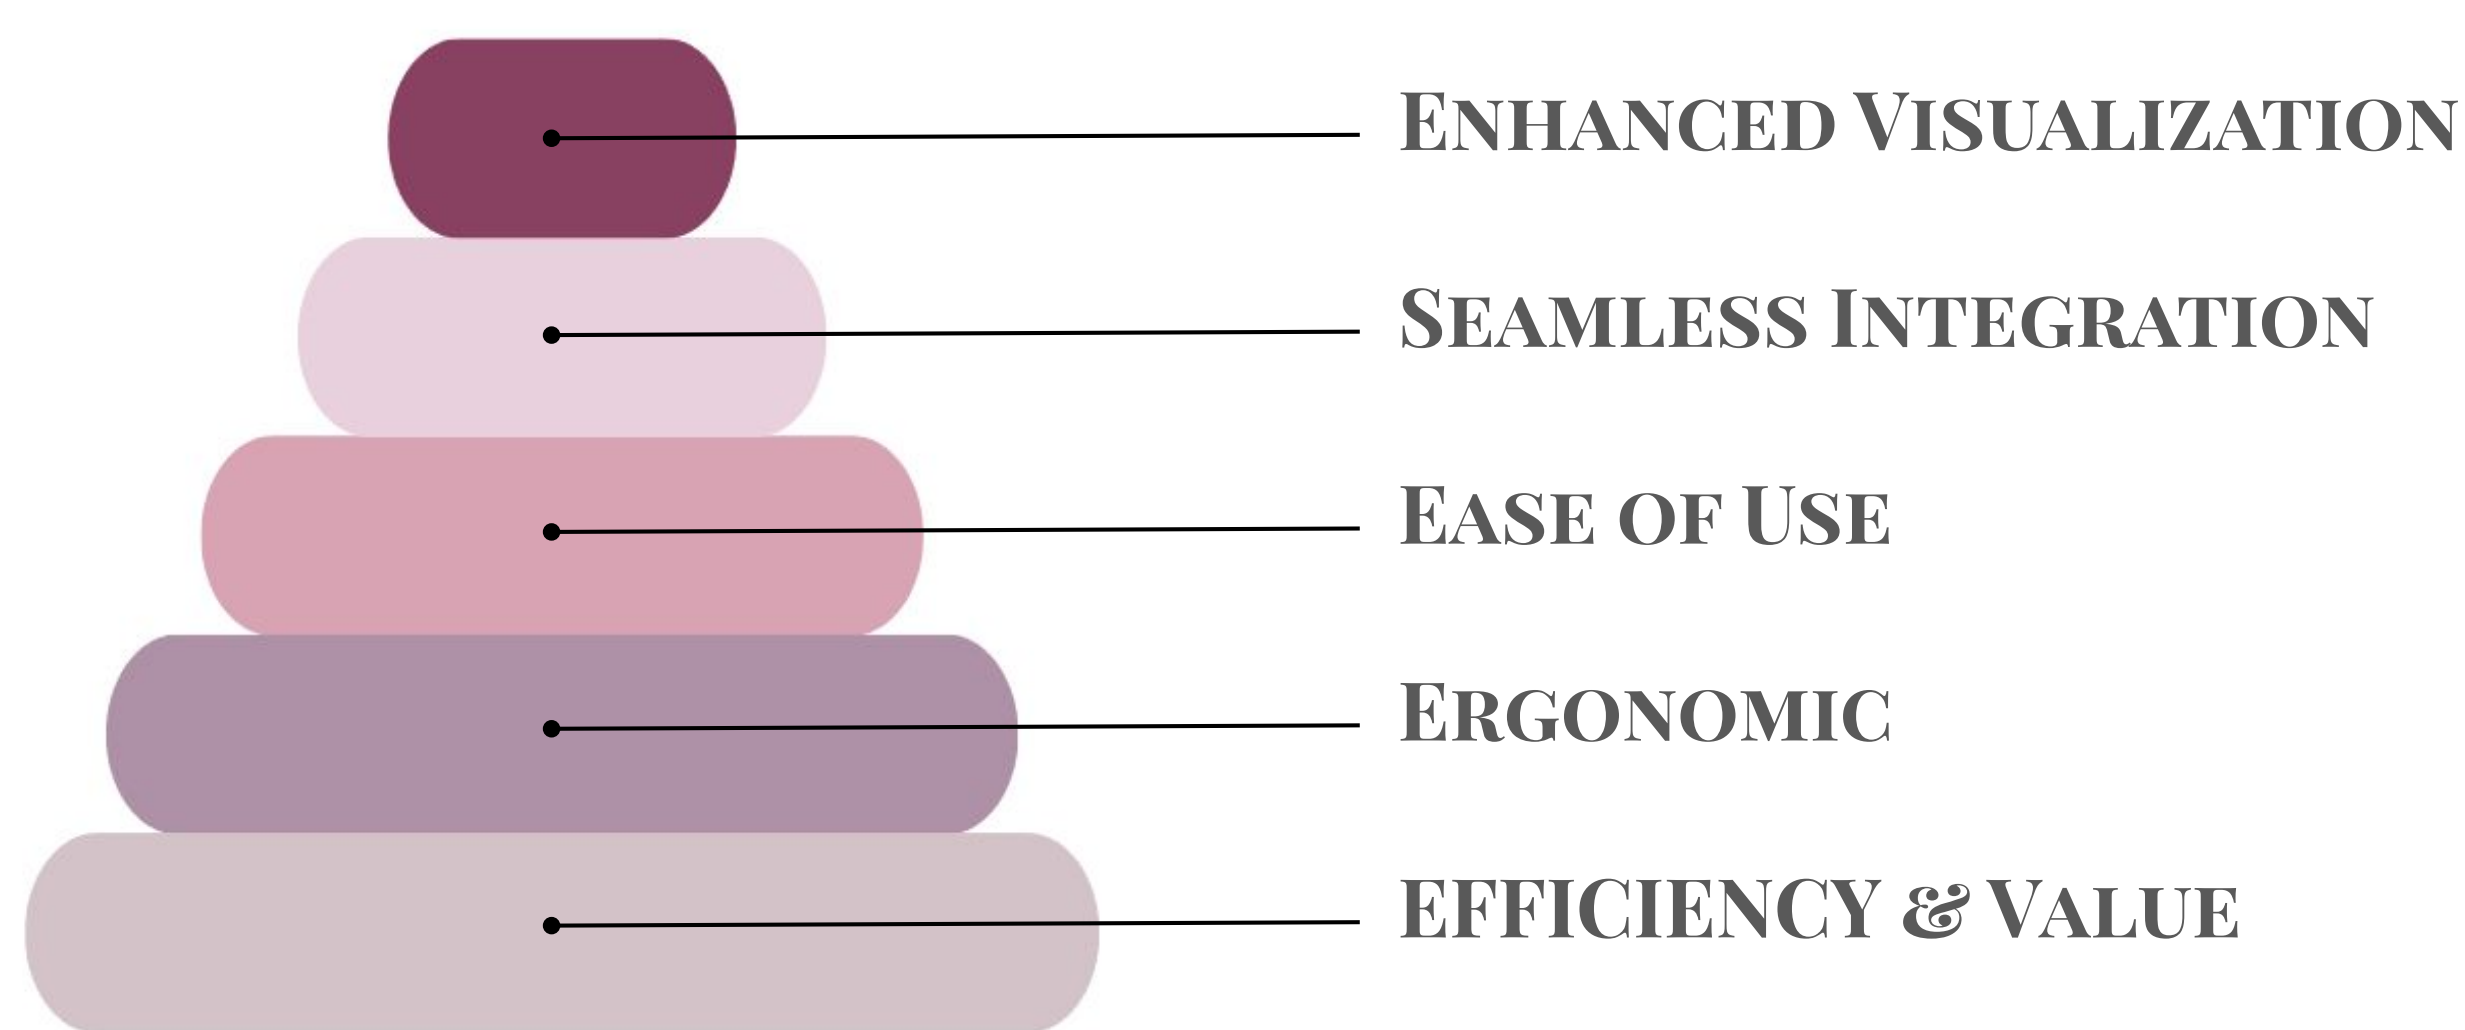 Enhanced Visualization
Seamless Integration
Ease of Use
Ergonomic
EFFICIENCY & Value